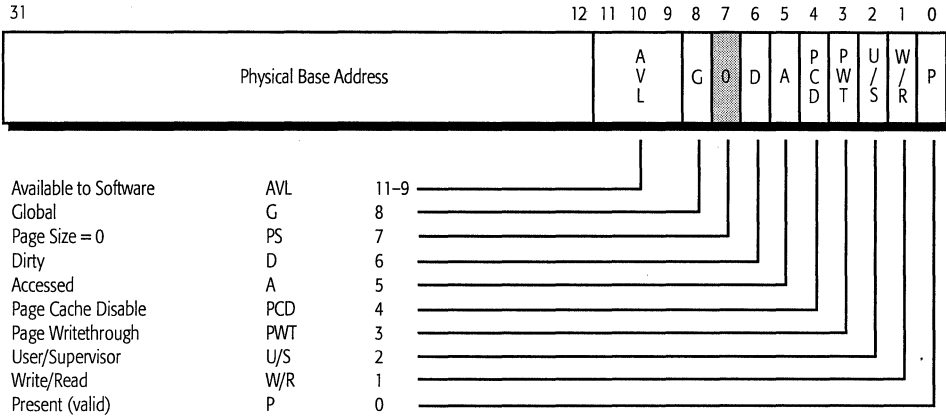 31 12 11 10 9 8 7 6 5 4 3 2 1 0
Physical Base Address AVL G 0 D A PCD PWT U/S W/R P
Available to Software AVL 11–9
Global G 8
Page Size = 0 PS 7
Dirty D 6
Accessed A 5
Page Cache Disable PCD 4
Page Writethrough PWT 3
User/Supervisor U/S 2
Write/Read W/R 1
Present (valid) P 0